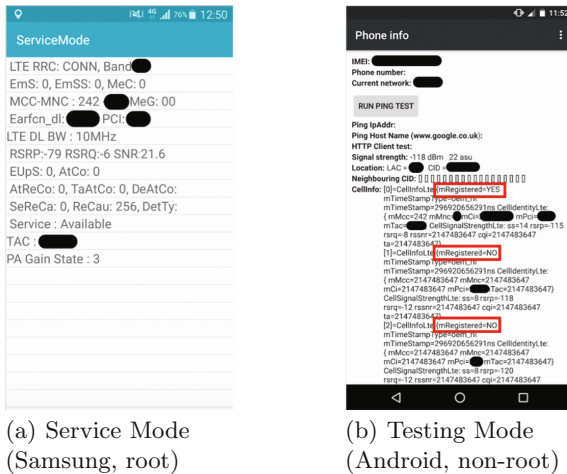 4G 76% 12:50
ServiceMode
LTE RRC: CONN, Band
EmS: 0, EmSS: 0, MeC: 0
MCC-MNC : 242 - MeG: 00
Earfcn_dl: PCI:
LTE DL BW : 10MHz
RSRP:-79 RSRQ:-6 SNR:21.6
EUpS: 0, AtCo: 0
AtReCo: 0, TaAtCo: 0, DeAtCo:
SeReCa: 0, ReCau: 256, DetTy:
Service : Available
TAC :
PA Gain State : 3
(a) Service Mode
(Samsung, root)
11:52
Phone info
IMEI:
Phone number:
Current network:
RUN PING TEST
Ping IpAddr:
Ping Host Name (www.google.co.uk):
HTTP Client test:
Signal strength: -118 dBm 22 asu
Location: LAC = CID =
Neighbouring CID: [] [] [] [] [] [] [] [] [] [] [] [] [] [] [] [] []
CellInfo: [0]=CellInfoLte:{mRegistered=YES
mTimeStampType=oem_ril
mTimeStamp=296920656291ns CellIdentityLte:
{ mMcc=242 mMnc= mCi= mPci=
mTac= CellSignalStrengthLte: ss=14 rsrp=-115
rsrq=-8 rssnr=2147483647 cqi=2147483647
ta=2147483647}
[1]=CellInfoLte:{mRegistered=NO
mTimeStampType=oem_ril
mTimeStamp=296920656291ns CellIdentityLte:
{ mMcc=2147483647 mMnc=2147483647
mCi=2147483647 mPci= mTac=2147483647}
CellSignalStrengthLte: ss=8 rsrp=-118
rsrq=-12 rssnr=2147483647 cqi=2147483647
ta=2147483647}
[2]=CellInfoLte:{mRegistered=NO
mTimeStampType=oem_ril
mTimeStamp=296920656291ns CellIdentityLte:
{ mMcc=2147483647 mMnc=2147483647
mCi=2147483647 mPci= mTac=2147483647}
CellSignalStrengthLte: ss=8 rsrp=-120
rsrq=-12 rssnr=2147483647 cqi=2147483647
(b) Testing Mode
(Android, non-root)